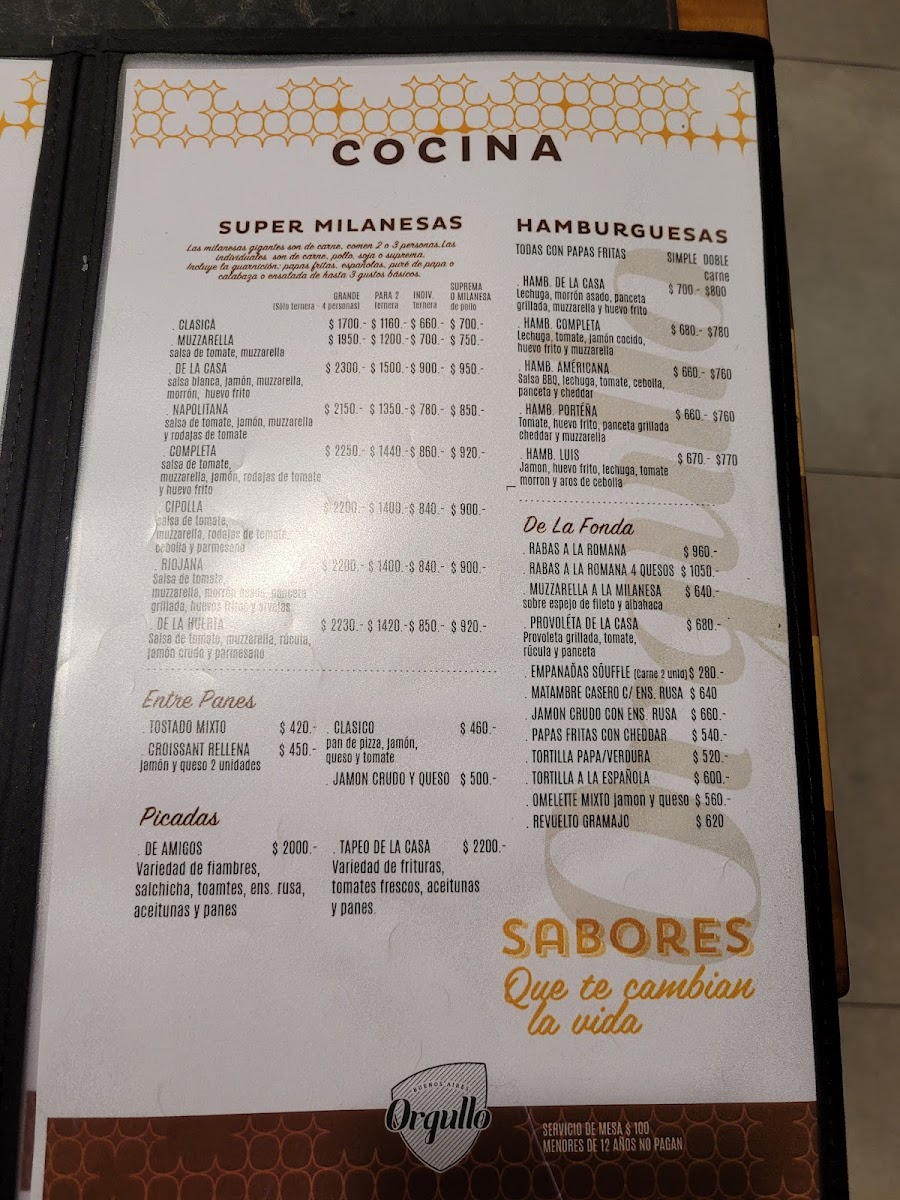 COCINA
SUPER MILANESAS
Las milanesas gigantes son de carne, comen 2 o 3 personas.Las
individuales son de carne, pollo, soja o suprema.
Incluye la guarnición: papas fritas, españolas, puré de papa o
calabaza o ensalada de hasta 3 gustos básicos.
GRANDE PARA 2 INDIV. SUPREMA O MILANESA
(Sólo ternera - 4 personas) ternera ternera de pollo
. CLASICA $ 1700.- $ 1160.- $ 660.- $ 700.-
. MUZZARELLA $ 1950.- $ 1200.- $ 700.- $ 750.-
salsa de tomate, muzzarella
. DE LA CASA $ 2300.- $ 1500.- $ 900.- $ 950.-
salsa blanca, jamón, muzzarella,
morrón, huevo frito
. NAPOLITANA $ 2150.- $ 1350.- $ 780.- $ 850.-
salsa de tomate, jamón, muzzarella
y rodajas de tomate
. COMPLETA $ 2250.- $ 1440.- $ 860.- $ 920.-
salsa de tomate,
muzzarella, jamón, rodajas de tomate
y huevo frito
. CIPOLLA $ 2200.- $ 1400.- $ 840.- $ 900.-
salsa de tomate,
muzzarella, rodajas de tomate,
cebolla y parmesano
. RIOJANA $ 2200.- $ 1400.- $ 840.- $ 900.-
Salsa de tomate,
muzzarella, morrón asado, panceta
grillada, huevos fritos y arvejas
. DE LA HUERTA $ 2230.- $ 1420.- $ 850.- $ 920.-
Salsa de tomate, muzzarella, rúcula,
jamón crudo y parmesano
Entre Panes
. TOSTADO MIXTO $ 420.-
. CROISSANT RELLENA $ 450.-
jamón y queso 2 unidades
. CLASICO $ 460.-
pan de pizza, jamón,
queso y tomate
. JAMON CRUDO Y QUESO $ 500.-
Picadas
. DE AMIGOS $ 2000.-
Variedad de fiambres,
salchicha, toamtes, ens. rusa,
aceitunas y panes
. TAPEO DE LA CASA $ 2200.-
Variedad de frituras,
tomates frescos, aceitunas
y panes.
HAMBURGUESAS
TODAS CON PAPAS FRITAS SIMPLE DOBLE
carne
. HAMB. DE LA CASA $ 700.- $800
Lechuga, morrón asado, panceta
grillada, muzzarella y huevo frito
. HAMB. COMPLETA $ 680.- $780
Lechuga, tomate, jamón cocido,
huevo frito y muzzarella
. HAMB. AMÉRICANA $ 660.- $760
Salsa BBQ, lechuga, tomate, cebolla,
panceta y cheddar
. HAMB. PORTEÑA $ 660.- $760
Tomate, huevo frito, panceta grillada
cheddar y muzzarella
. HAMB. LUIS $ 670.- $770
Jamon, huevo frito, lechuga, tomate
morron y aros de cebolla
De La Fonda
. RABAS A LA ROMANA $ 960.-
. RABAS A LA ROMANA 4 QUESOS $ 1050.-
. MUZZARELLA A LA MILANESA $ 640.-
sobre espejo de fileto y albahaca
. PROVOLÉTA DE LA CASA $ 680.-
Provoleta grillada, tomate,
rúcula y panceta
. EMPANADAS SÔUFFLE (Carne 2 unid) $ 280.-
. MATAMBRE CASERO C/ ENS. RUSA $ 640
. JAMON CRUDO CON ENS. RUSA $ 660.-
. PAPAS FRITAS CON CHEDDAR $ 540.-
. TORTILLA PAPA/VERDURA $ 520.-
. TORTILLA A LA ESPAÑOLA $ 600.-
. OMELETTE MIXTO jamon y queso $ 560.-
. REVUELTO GRAMAJO $ 620
Orgullo
SABORES
Que te cambian
la vida
BUENOS AIRES
Orgullo
SERVICIO DE MESA $ 100
MENORES DE 12 AÑOS NO PAGAN